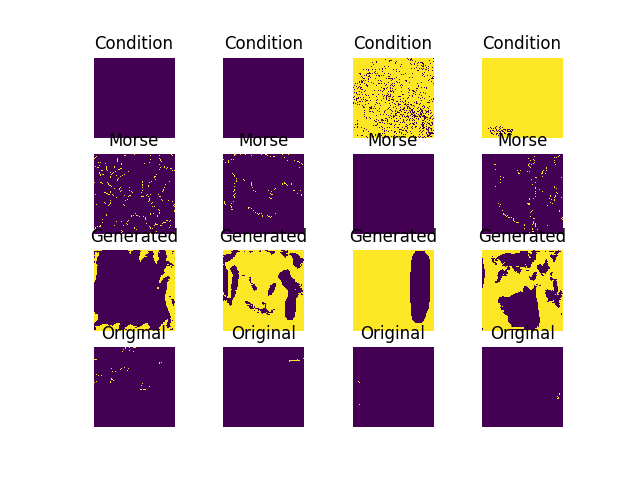 Condition Condition Condition Condition
Morse Morse Morse Morse
Generated Generated Generated Generated
Original Original Original Original